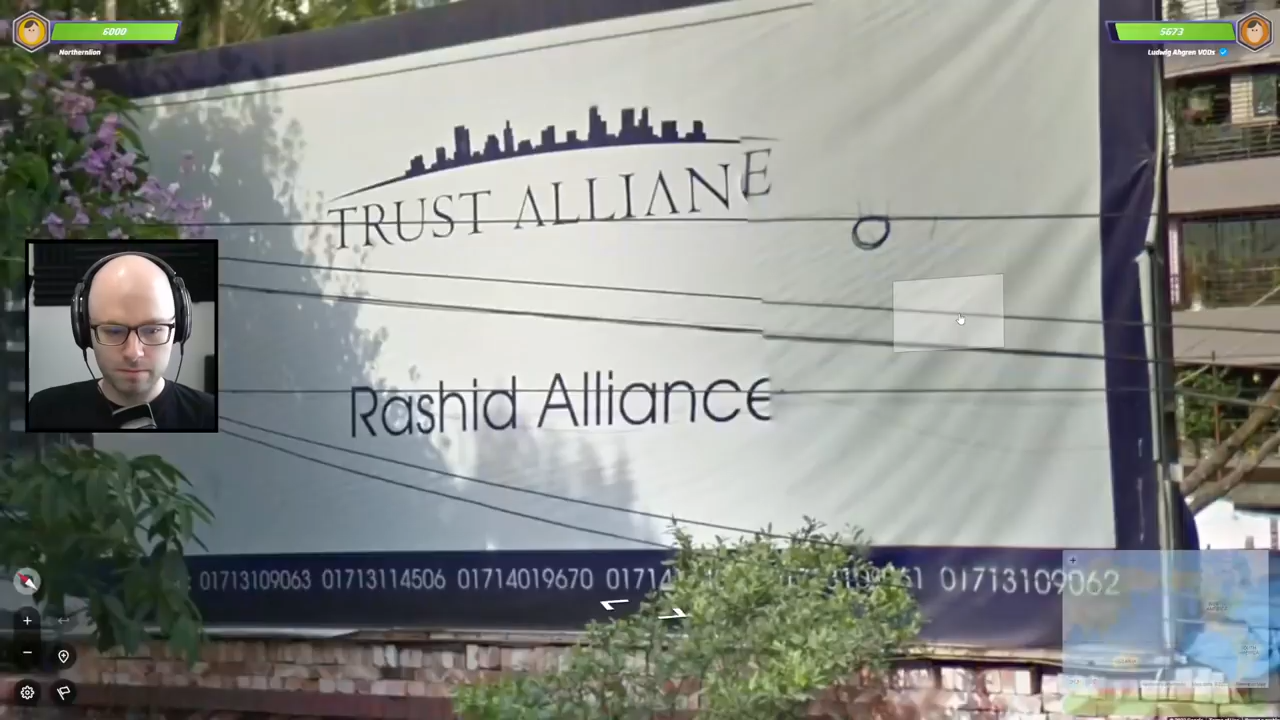 6000
Northernlion
5673
Ludwig Ahgren VODs
TRUST ALLIANE
Rashid Alliance
01713109063 01713114506 01714019670 01713109062